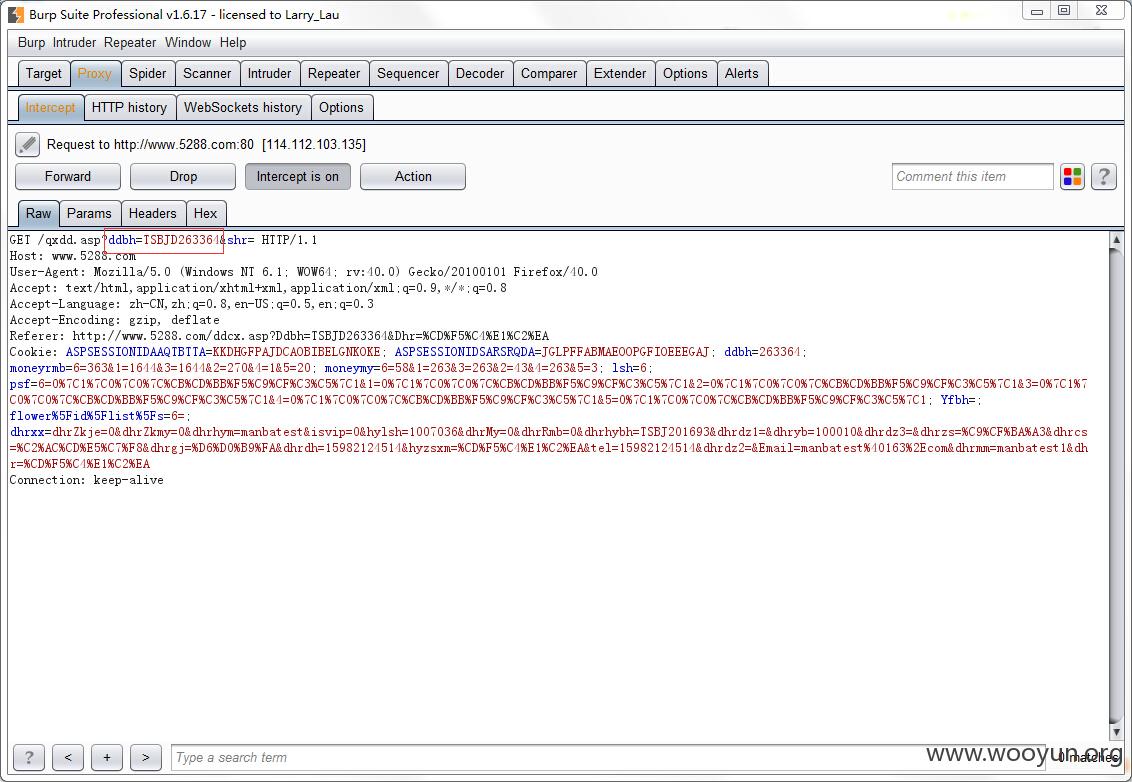 Burp Suite Professional v1.6.17 - licensed to Larry_Lau
Burp Intruder Repeater Window Help
Target Proxy Spider Scanner Intruder Repeater Sequencer Decoder Comparer Extender Options Alerts
Intercept HTTP history WebSockets history Options
Request to http://www.5288.com:80 [114.112.103.135]
Forward Drop Intercept is on Action Comment this item ?
Raw Params Headers Hex
GET /qxdd.asp?ddbh=TSBJD263364&shr= HTTP/1.1
Host: www.5288.com
User-Agent: Mozilla/5.0 (Windows NT 6.1; WOW64; rv:40.0) Gecko/20100101 Firefox/40.0
Accept: text/html,application/xhtml+xml,application/xml;q=0.9,*/*;q=0.8
Accept-Language: zh-CN,zh;q=0.8,en-US;q=0.5,en;q=0.3
Accept-Encoding: gzip, deflate
Referer: http://www.5288.com/ddcx.asp?Ddbh=TSBJD263364&Dhr=%CD%F5%C4%E1%C2%EA
Cookie: ASPSESSIONIDAAQTBTTA=KKDHGFPAJDCAOBIBELGNKOKE; ASPSESSIONIDSARSRQDA=JGLPFFABMAEOOPGFIOEEEGAJ; ddbh=263364;
moneyrmb=6=363&1=1644&3=1644&2=270&4=1&5=20; moneymy=6=58&1=263&3=263&2=43&4=263&5=3; lsh=6;
psf=6=0%7C1%7C0%7C0%7C%CB%CD%BB%F5%C9%CF%C3%C5%7C1&1=0%7C1%7C0%7C0%7C%CB%CD%BB%F5%C9%CF%C3%C5%7C1&2=0%7C1%7C0%7C0%7C%CB%CD%BB%F5%C9%CF%C3%C5%7C1&3=0%7C1%7
C0%7C0%7C%CB%CD%BB%F5%C9%CF%C3%C5%7C1&4=0%7C1%7C0%7C0%7C%CB%CD%BB%F5%C9%CF%C3%C5%7C1&5=0%7C1%7C0%7C0%7C%CB%CD%BB%F5%C9%CF%C3%C5%7C1; Yfbh=;
flower%5Fid%5Flist%5Fs=6=;
dhrxx=dhrZkje=0&dhrZkmy=0&dhrhym=manbatest&isvip=0&hylsh=1007036&dhrMy=0&dhrRmb=0&dhrhybh=TSBJ201693&dhrdz1=&dhryb=100010&dhrdz3=&dhrzs=%C9%CF%BA%A3&dhrcs
=%C2%AC%CD%E5%C7%F8&dhrgj=%D6%D0%B9%FA&dhrdh=15982124514&hyzsxm=%CD%F5%C4%E1%C2%EA&tel=15982124514&dhrdz2=&Email=manbatest%40163%2Ecom&dhrmm=manbatest1&dh
r=%CD%F5%C4%E1%C2%EA
Connection: keep-alive
? < + > Type a search term 0 matches
www.wooyun.org